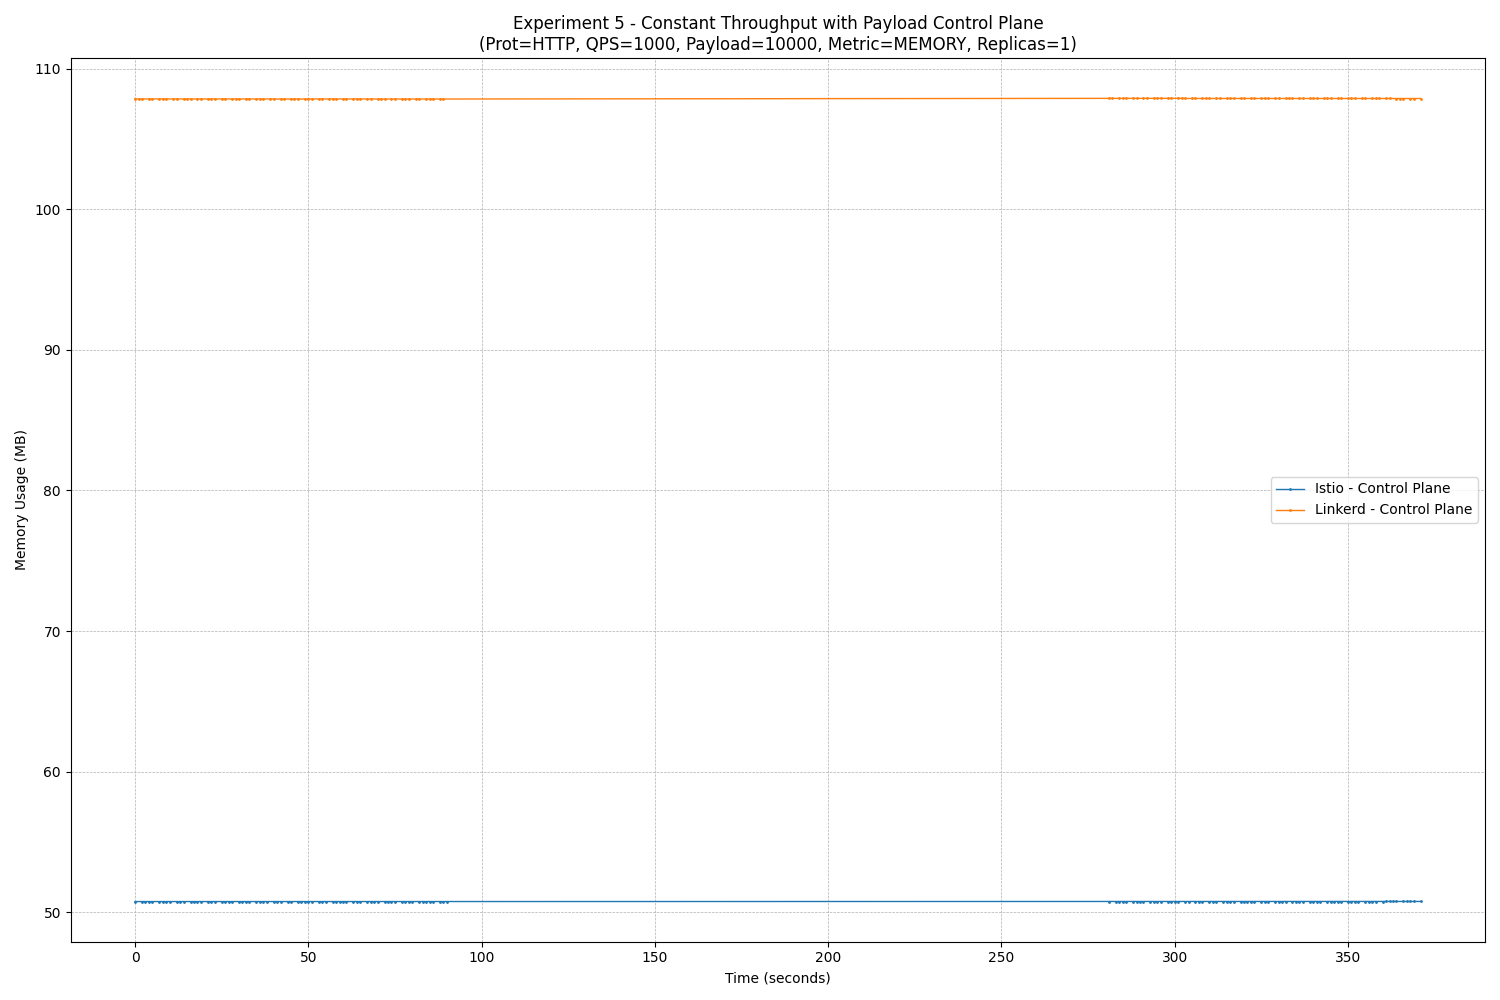 Experiment 5 - Constant Throughput with Payload Control Plane
(Prot=HTTP, QPS=1000, Payload=10000, Metric=MEMORY, Replicas=1)
110
100
90
80
70
60
50
Memory Usage (MB)
Istio - Control Plane
Linkerd - Control Plane
0
50
100
150
200
250
300
350
Time (seconds)